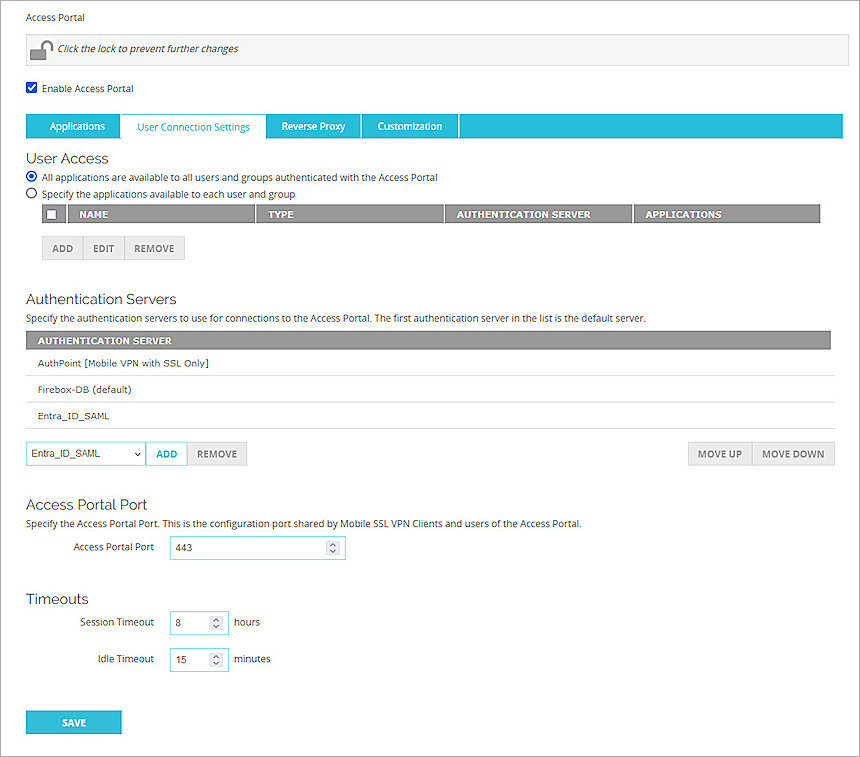 Access Portal
Click the lock to prevent further changes
Enable Access Portal
Applications User Connection Settings Reverse Proxy Customization
User Access
All applications are available to all users and groups authenticated with the Access Portal
Specify the applications available to each user and group
NAME TYPE AUTHENTICATION SERVER APPLICATIONS
ADD EDIT REMOVE
Authentication Servers
Specify the authentication servers to use for connections to the Access Portal. The first authentication server in the list is the default server.
AUTHENTICATION SERVER
AuthPoint [Mobile VPN with SSL Only]
Firebox-DB (default)
Entra_ID_SAML
Entra_ID_SAML ADD REMOVE MOVE UP MOVE DOWN
Access Portal Port
Specify the Access Portal Port. This is the configuration port shared by Mobile SSL VPN Clients and users of the Access Portal.
Access Portal Port 443
Timeouts
Session Timeout 8 hours
Idle Timeout 15 minutes
SAVE